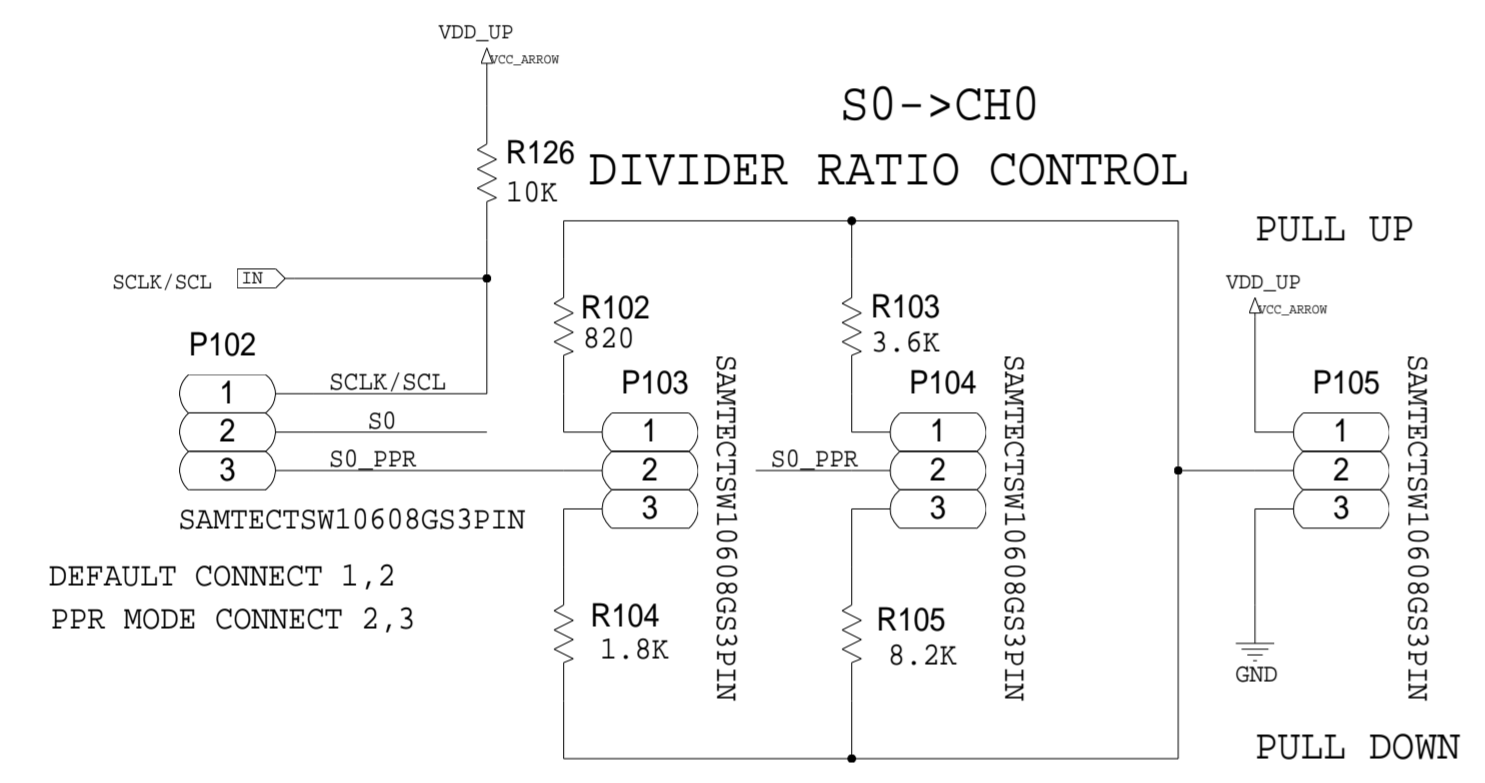 VDD_UP
VCC_ARROW
S0->CH0
R126
10K
DIVIDER RATIO CONTROL
PULL UP
SCLK/SCL
IN
VDD_UP
VCC_ARROW
R102
820
R103
3.6K
P102
1
2
3
SCLK/SCL
S0
S0_PPR
SAMTECTSW10608GS3PIN
P103
1
2
3
SAMTECTSW10608GS3PIN
S0_PPR
P104
1
2
3
SAMTECTSW10608GS3PIN
P105
1
2
3
SAMTECTSW10608GS3PIN
DEFAULT CONNECT 1,2
PPR MODE CONNECT 2,3
R104
1.8K
R105
8.2K
GND
PULL DOWN